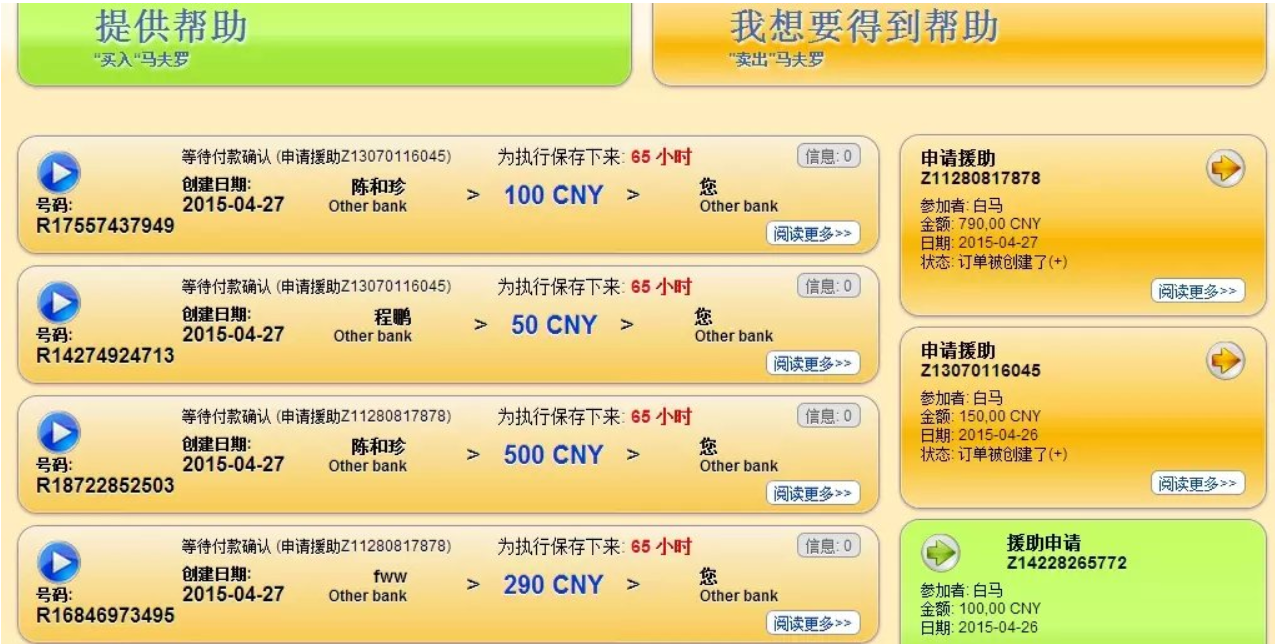 提供帮助
"买入"马夫罗
我想要得到帮助
"卖出"马夫罗
等待付款确认 (申请援助Z13070116045)
为执行保存下来: 65 小时
信息: 0
号码:
R17557437949
创建日期:
2015-04-27
陈和珍
Other bank
> 100 CNY >
您
Other bank
阅读更多>>
等待付款确认 (申请援助Z13070116045)
为执行保存下来: 65 小时
信息: 0
号码:
R14274924713
创建日期:
2015-04-27
程鹏
Other bank
> 50 CNY >
您
Other bank
阅读更多>>
等待付款确认 (申请援助Z11280817878)
为执行保存下来: 65 小时
信息: 0
号码:
R18722852503
创建日期:
2015-04-27
陈和珍
Other bank
> 500 CNY >
您
Other bank
阅读更多>>
等待付款确认 (申请援助Z11280817878)
为执行保存下来: 65 小时
信息: 0
号码:
R16846973495
创建日期:
2015-04-27
fww
Other bank
> 290 CNY >
您
Other bank
阅读更多>>
申请援助
Z11280817878
参加者: 白马
金额: 790,00 CNY
日期: 2015-04-27
状态: 订单被创建了(+)
阅读更多>>
申请援助
Z13070116045
参加者: 白马
金额: 150,00 CNY
日期: 2015-04-26
状态: 订单被创建了(+)
阅读更多>>
援助申请
Z14228265772
参加者: 白马
金额: 100,00 CNY
日期: 2015-04-26